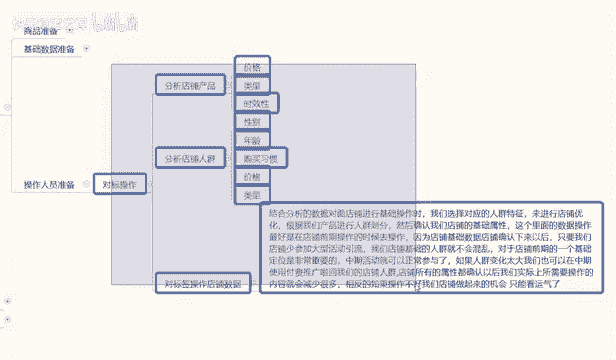 商品准备
基础数据准备
价格
分析店铺产品
类型
时效性
性别
分析店铺人群
年龄
购买习惯
操作人员准备
对标操作
价格
类型
结合分析的数据对面店铺进行基础操作时，我们选择对应的人群特征，来进行店铺优
化，根据我们产品进行人群划分，然后确认我们店铺的基础属性，这个里面的数据操作
最好是在店铺前期操作的时候去操作，因为店铺基础数据店铺确认下来以后，只要我们
店铺少参加大型活动引流，我们店铺基础的人群就不会混乱，对于店铺前期的一个基础
定位是非常重要的，中期活动就可以正常参与了，如果人群变化太大我们也可以在中期
使用付费推广吸回我们的店铺人群,店铺所有的属性都确认以后我们实际上所需要操作的
内容就会减少很多，相反的如果操作不好我们店铺做起来的机会 只能看运气了
对标签操作店铺数据